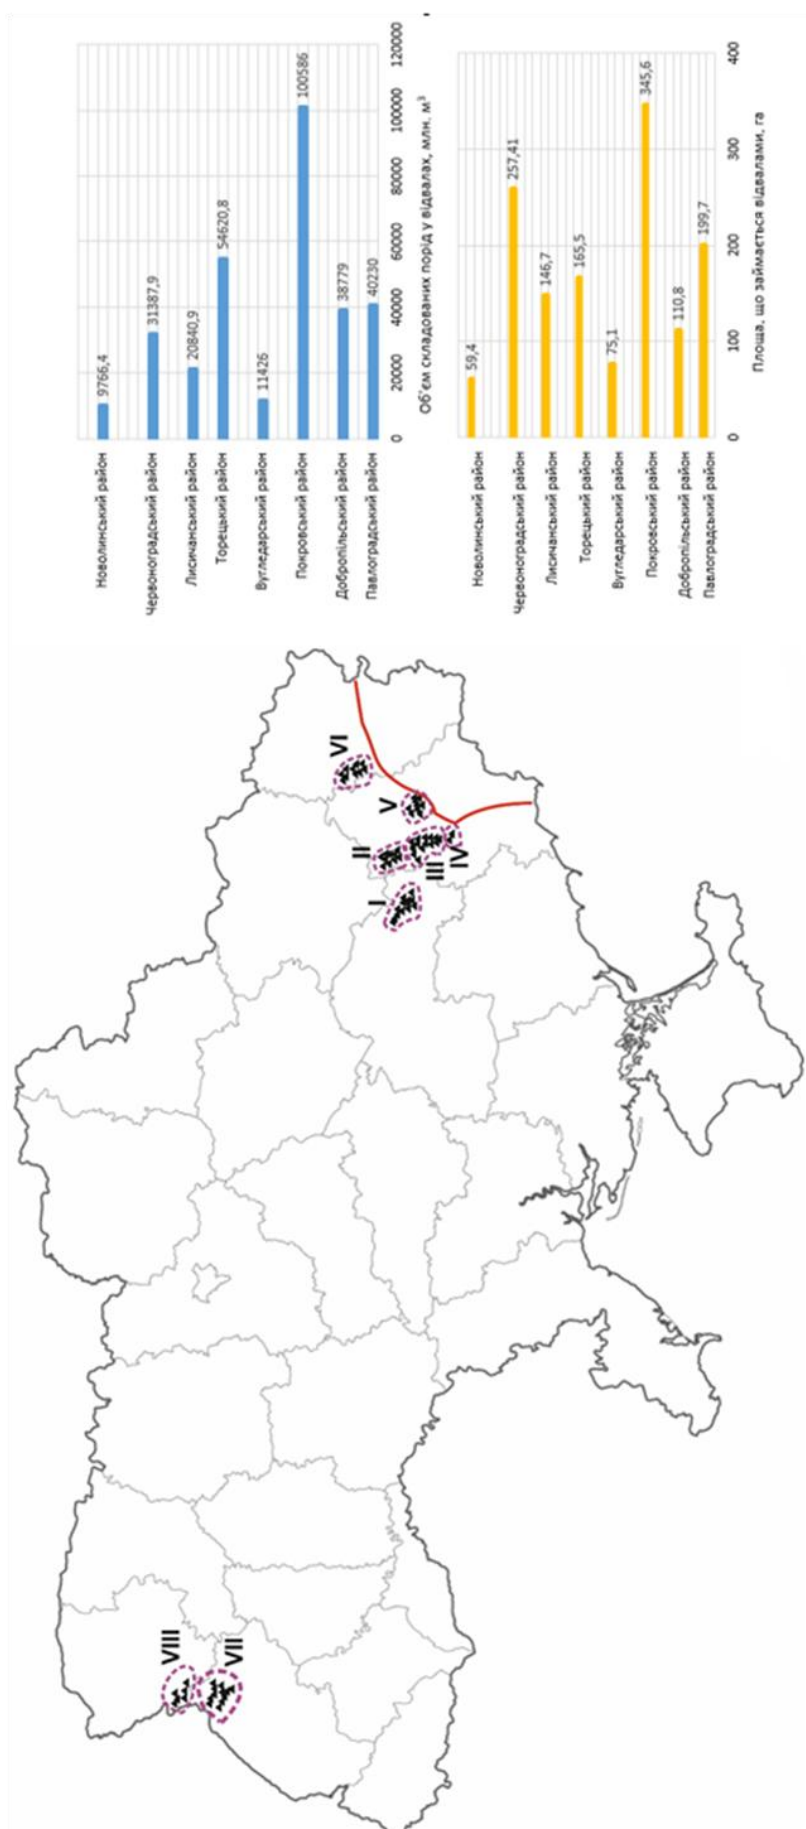 VIII
VII
VI
II
I
V
III
IV
Новолинський район 9766,4
Червоноградський район 31387,9
Лисичанський район 20840,9
Торецький район 54620,8
Вугледарський район 11426
Покровський район 100586
Добропільський район 38779
Павлоградський район 40230
0 20000 40000 60000 80000 100000 120000
Об'єм складованих порід у відвалах, млн. м³
Новолинський район 59,4
Червоноградський район 257,41
Лисичанський район 146,7
Торецький район 165,5
Вугледарський район 75,1
Покровський район 345,6
Добропільський район 110,8
Павлоградський район 199,7
0 100 200 300 400
Площа, що займається відвалами, га